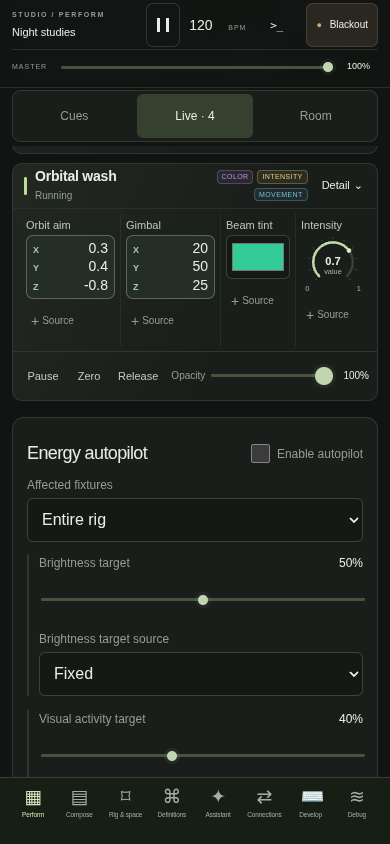 STUDIO / PERFORM
Night studies
120 BPM
>_
Blackout
MASTER 100%
Cues Live · 4 Room
Orbital wash
Running
COLOR INTENSITY
MOVEMENT
Detail
Orbit aim Gimbal Beam tint Intensity
X 0.3
Y 0.4
Z -0.8
+ Source
20
50
25
X
Y
Z
+ Source
+ Source
0.7
value
0 1
+ Source
Pause Zero Release Opacity 100%
Energy autopilot
Enable autopilot
Affected fixtures
Entire rig
Brightness target 50%
Brightness target source
Fixed
Visual activity target 40%
Perform Compose Rig & space Definitions Assistant Connections Develop Debug